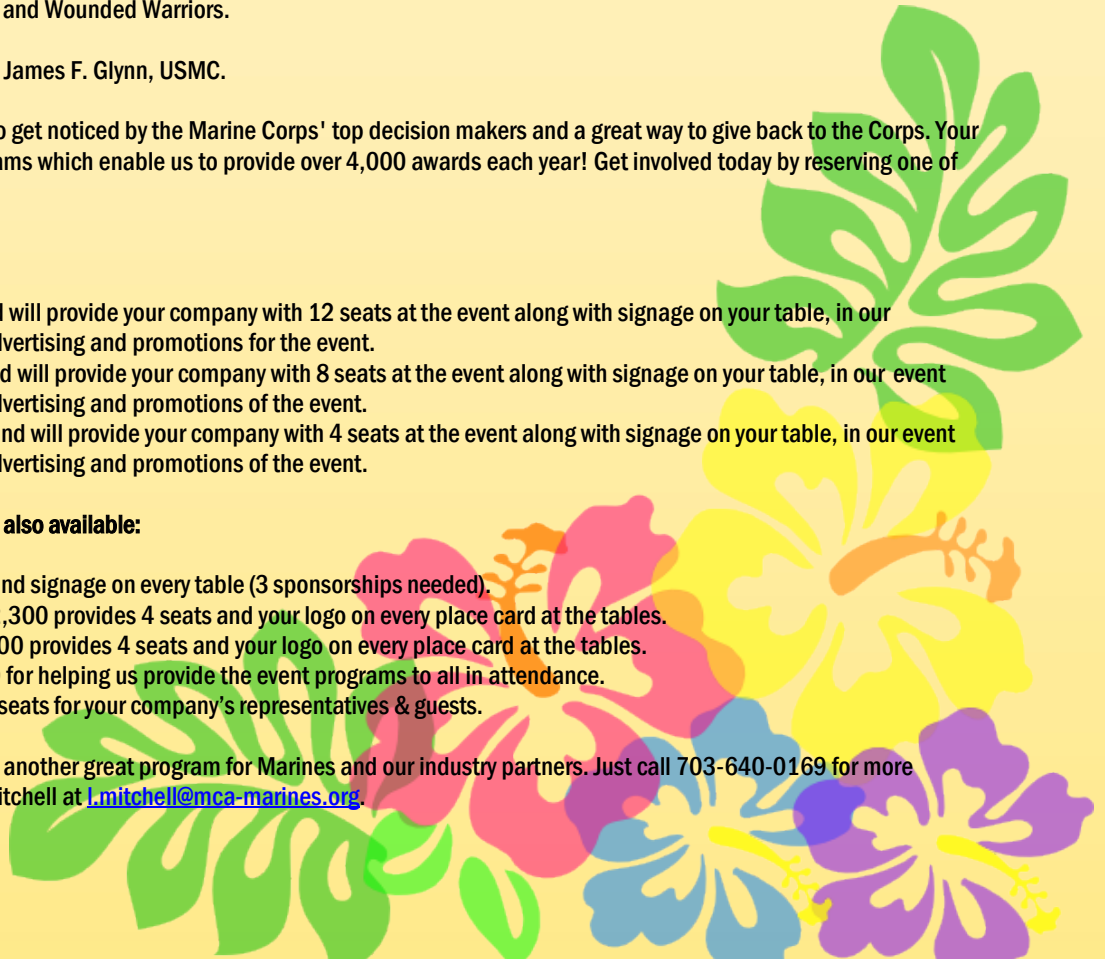 and Wounded Warriors.
James F. Glynn, USMC.
o get noticed by the Marine Corps' top decision makers and a great way to give back to the Corps. Your
ams which enable us to provide over 4,000 awards each year! Get involved today by reserving one of
will provide your company with 12 seats at the event along with signage on your table, in our
dvertising and promotions for the event.
d will provide your company with 8 seats at the event along with signage on your table, in our event
dvertising and promotions of the event.
nd will provide your company with 4 seats at the event along with signage on your table, in our event
dvertising and promotions of the event.
also available:
nd signage on every table (3 sponsorships needed).
,300 provides 4 seats and your logo on every place card at the tables.
00 provides 4 seats and your logo on every place card at the tables.
for helping us provide the event programs to all in attendance.
seats for your company's representatives & guests.
another great program for Marines and our industry partners. Just call 703-640-0169 for more
itchell at l.mitchell@mca-marines.org.